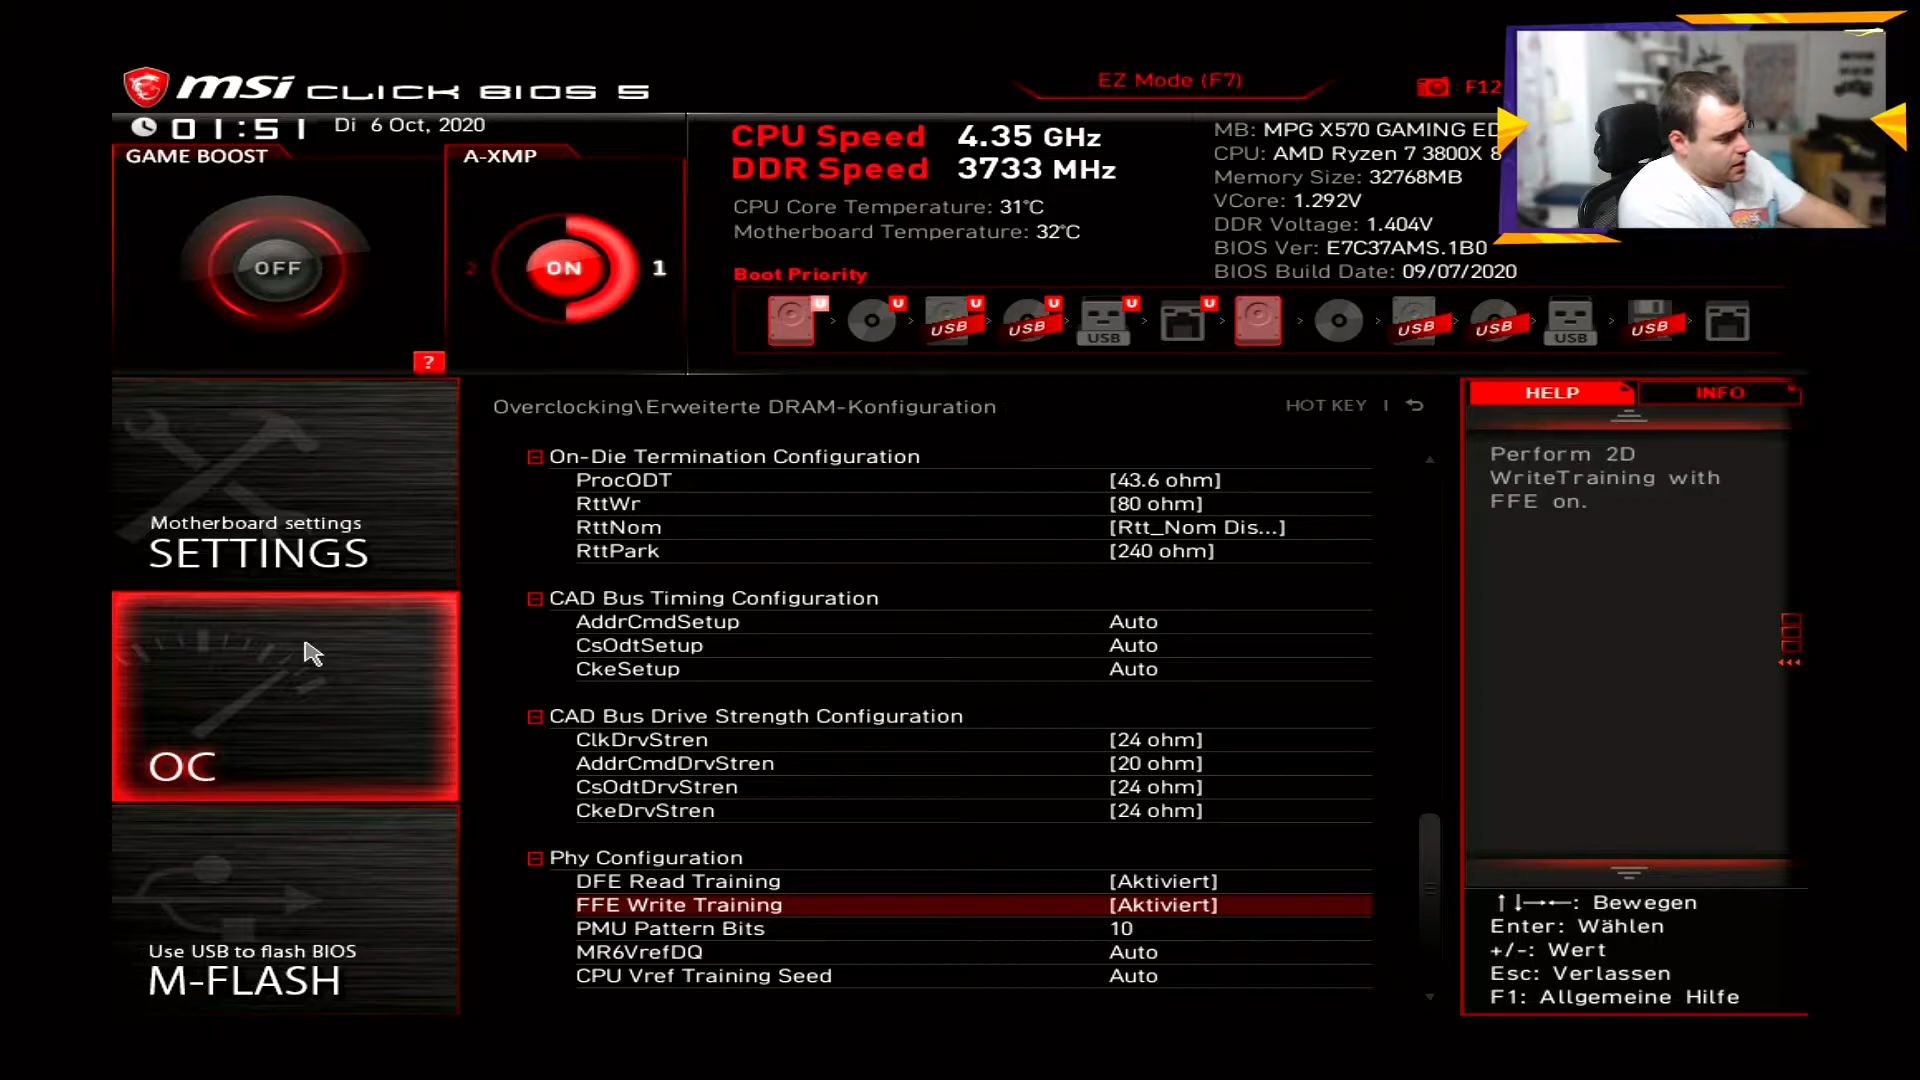 msi CLICK BIOS 5
EZ Mode (F7)
F12
01:51 Di 6 Oct, 2020
GAME BOOST
OFF
A-XMP
2 ON 1
?
CPU Speed 4.35 GHz
DDR Speed 3733 MHz
CPU Core Temperature: 31°C
Motherboard Temperature: 32°C
MB: MPG X570 GAMING ED
CPU: AMD Ryzen 7 3800X 8
Memory Size: 32768MB
VCore: 1.292V
DDR Voltage: 1.404V
BIOS Ver: E7C37AMS.1B0
BIOS Build Date: 09/07/2020
Boot Priority
U U U U U U
USB USB USB USB USB USB USB
Motherboard settings
SETTINGS
OC
Use USB to flash BIOS
M-FLASH
Overclocking\Erweiterte DRAM-Konfiguration
HOT KEY |
On-Die Termination Configuration
ProcODT [43.6 ohm]
RttWr [80 ohm]
RttNom [Rtt_Nom Dis...]
RttPark [240 ohm]
CAD Bus Timing Configuration
AddrCmdSetup Auto
CsOdtSetup Auto
CkeSetup Auto
CAD Bus Drive Strength Configuration
ClkDrvStren [24 ohm]
AddrCmdDrvStren [20 ohm]
CsOdtDrvStren [24 ohm]
CkeDrvStren [24 ohm]
Phy Configuration
DFE Read Training [Aktiviert]
FFE Write Training [Aktiviert]
PMU Pattern Bits 10
MR6VrefDQ Auto
CPU Vref Training Seed Auto
HELP
INFO
Perform 2D
WriteTraining with
FFE on.
↑↓→←: Bewegen
Enter: Wählen
+/-: Wert
Esc: Verlassen
F1: Allgemeine Hilfe